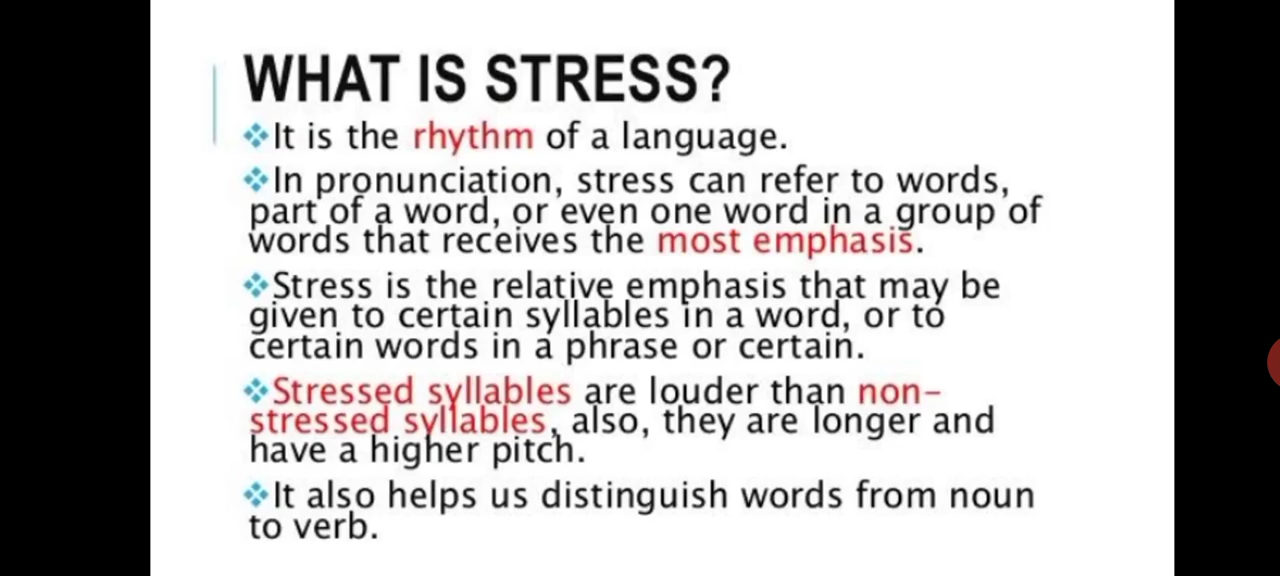 WHAT IS STRESS?
❖It is the rhythm of a language.
❖In pronunciation, stress can refer to words,
part of a word, or even one word in a group of
words that receives the most emphasis.
❖Stress is the relative emphasis that may be
given to certain syllables in a word, or to
certain words in a phrase or certain.
❖Stressed syllables are louder than non-
stressed syllables, also, they are longer and
have a higher pitch.
❖It also helps us distinguish words from noun
to verb.